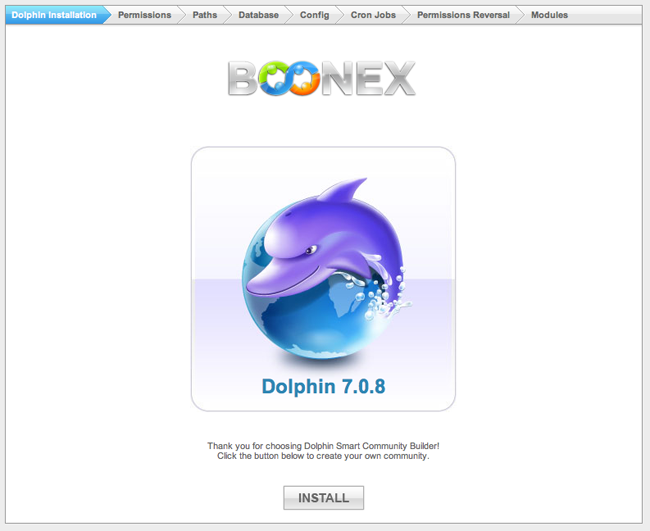 Dolphin installation Permissions Paths Database Config Cron Jobs Permissions Reversal Modules
BOONEX
Dolphin 7.0.8
Thank you for choosing Dolphin Smart Community Builder!
Click the button below to create your own community.
INSTALL